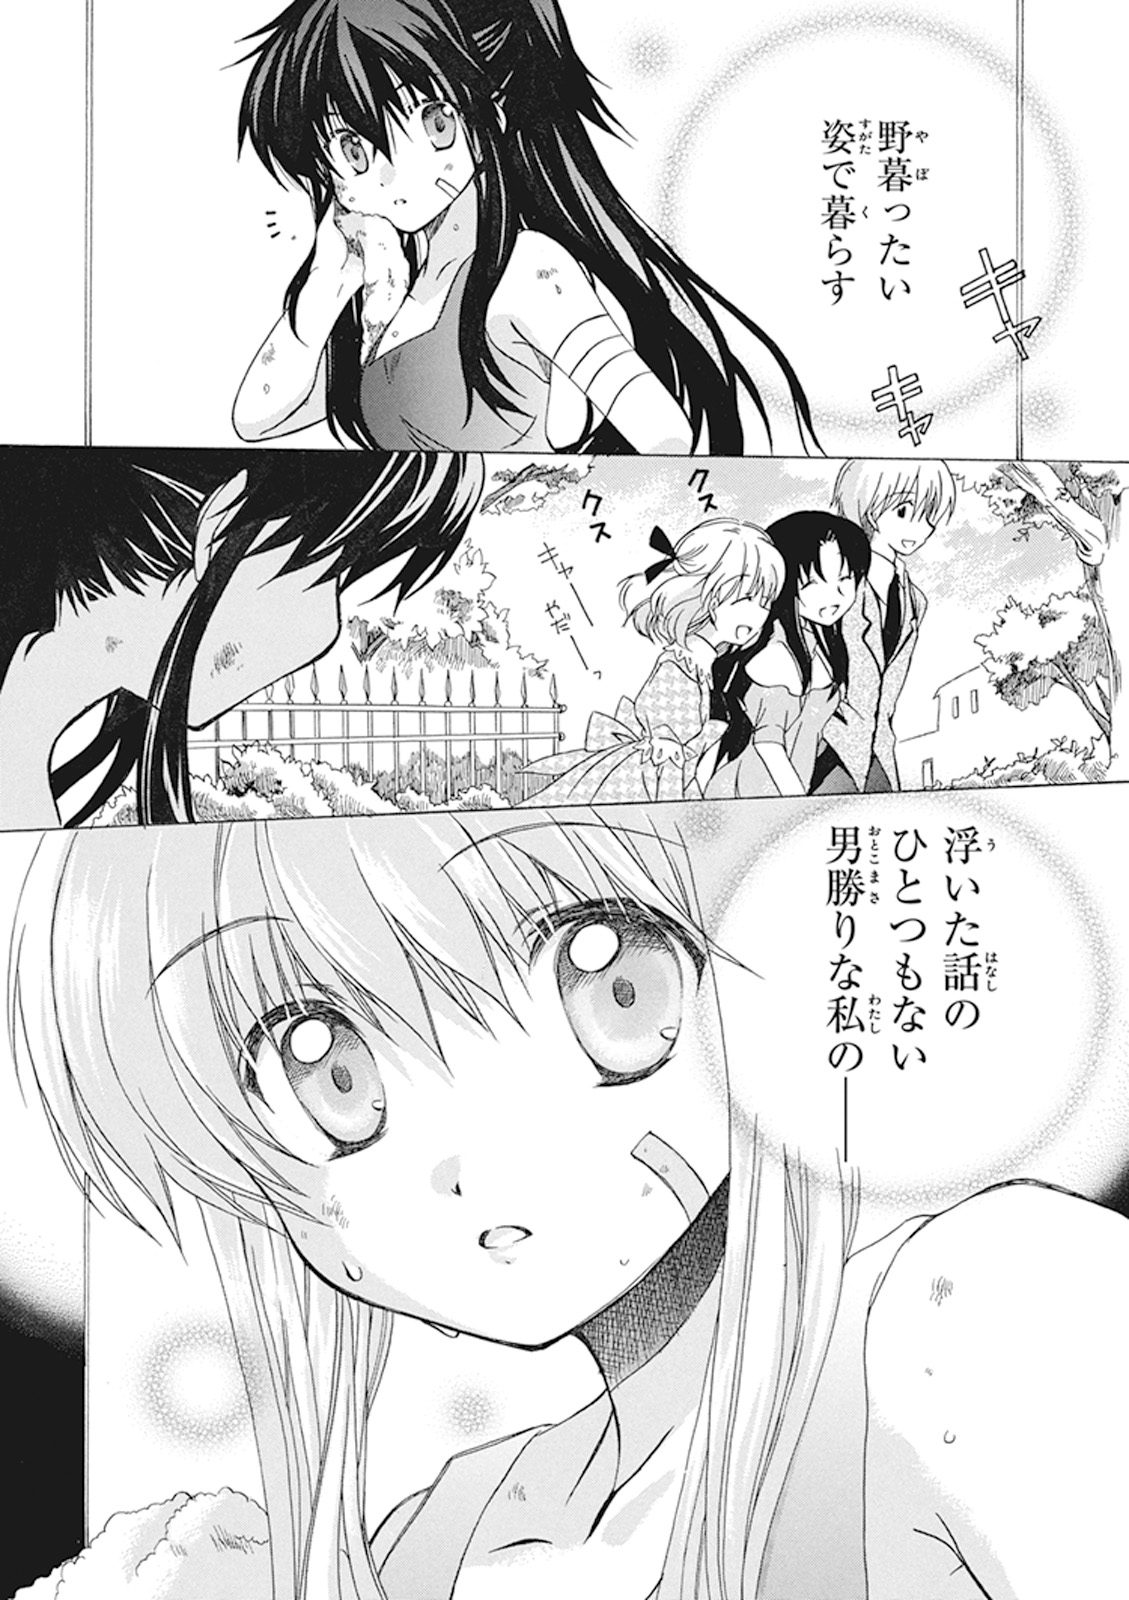 野暮ったい
姿で暮らす
キャ
キャ
クス
クス
キャーー
やだーーっ
浮いた話の
ひとつもない
男勝りな私の――